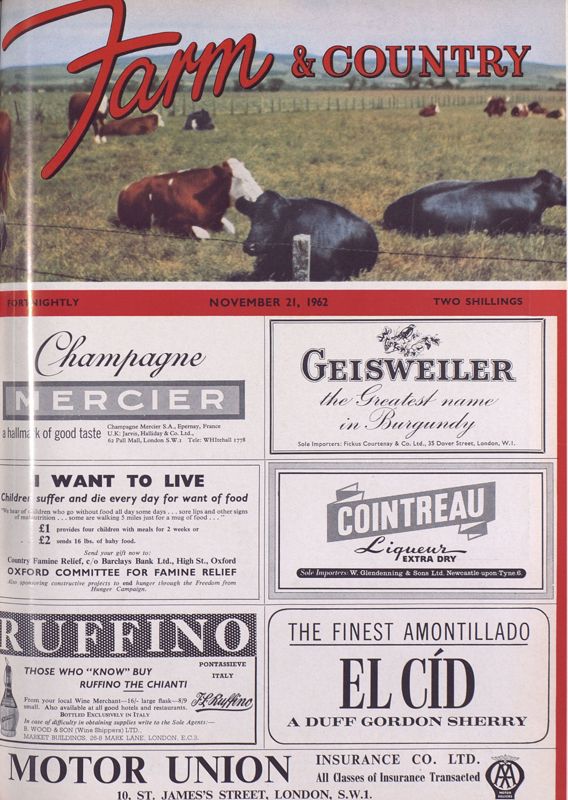 Farm & COUNTRY
FORTNIGHTLY NOVEMBER 21, 1962 TWO SHILLINGS
Champagne
MERCIER
a hallmark of good taste
Champagne Mercier S.A., Epernay, France
U.K: Jarvis, Halliday & Co. Ltd.,
62 Pall Mall, London S.W.1 Tele: WHItehall 1778
GEISWEILER
the Greatest name
in Burgundy
Sole Importers: Fickus Courtenay & Co. Ltd., 35 Dover Street, London, W.1.
I WANT TO LIVE
Children suffer and die every day for want of food
"We hear of children who go without food all day some days . . . sore lips and other signs
of malnutrition . . . some are walking 5 miles just for a mug of food . . ."
£1 provides four children with meals for 2 weeks or
£2 sends 16 lbs. of baby food.
Send your gift now to:
Country Famine Relief, c/o Barclays Bank Ltd., High St., Oxford
OXFORD COMMITTEE FOR FAMINE RELIEF
Also sponsoring constructive projects to end hunger through the Freedom from
Hunger Campaign.
COINTREAU
Liqueur
EXTRA DRY
Sole Importers: W. Glendenning & Sons Ltd. Newcastle-upon-Tyne 6.
RUFFINO
THOSE WHO "KNOW" BUY
RUFFINO THE CHIANTI
PONTASSIEVE
ITALY
From your local Wine Merchant—16/- large flask—8/9
small. Also available at all good hotels and restaurants.
BOTTLED EXCLUSIVELY IN ITALY
In case of difficulty in obtaining supplies write to the Sole Agents:—
B. WOOD & SON (Wine Shippers) LTD.,
MARKET BUILDINGS, 26-8 MARK LANE, LONDON, E.C.3.
Ruffino
THE FINEST AMONTILLADO
EL CÍD
A DUFF GORDON SHERRY
MOTOR UNION
INSURANCE CO. LTD.
All Classes of Insurance Transacted
10, ST. JAMES'S STREET, LONDON, S.W.1.